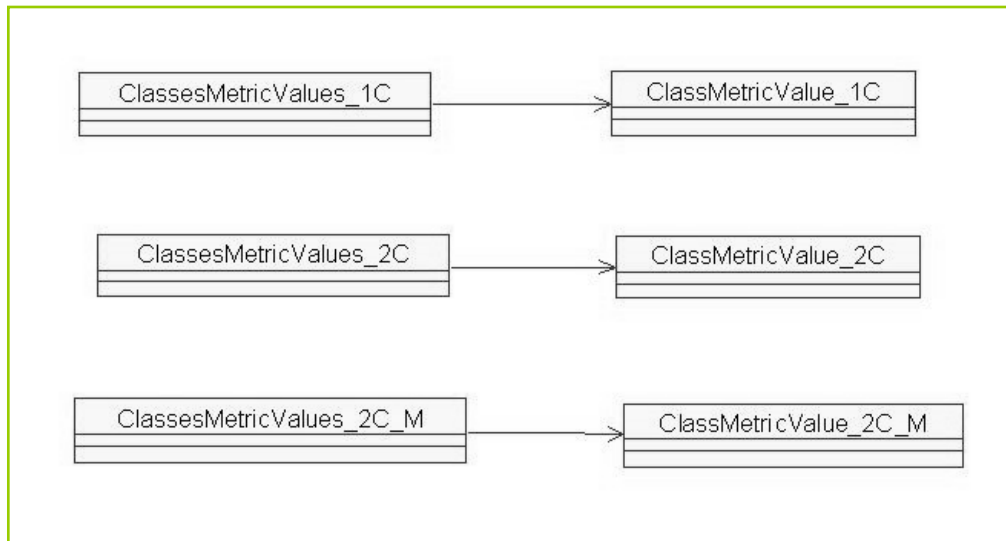 ClassesMetricValues_1C
ClassMetricValue_1C
ClassesMetricValues_2C
ClassMetricValue_2C
ClassesMetricValues_2C_M
ClassMetricValue_2C_M